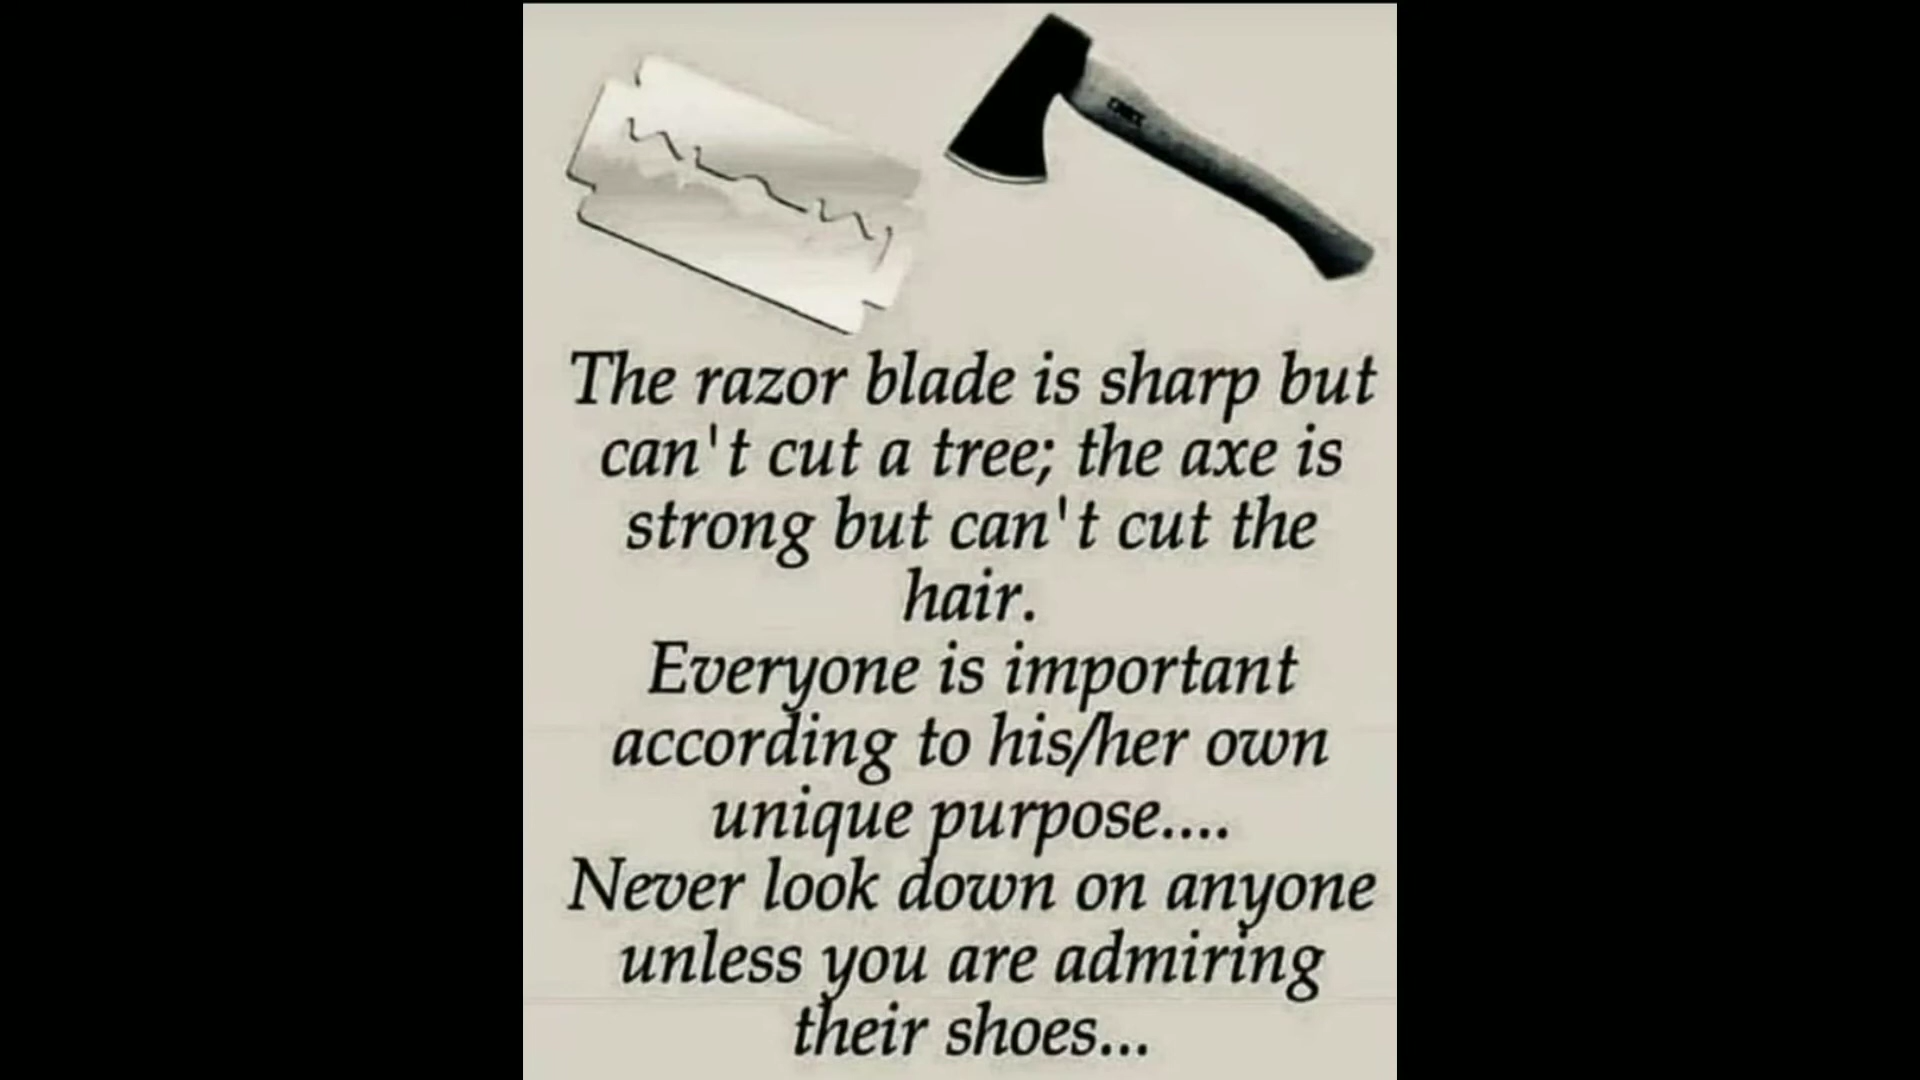 The razor blade is sharp but
can't cut a tree; the axe is
strong but can't cut the
hair.
Everyone is important
according to his/her own
unique purpose....
Never look down on anyone
unless you are admiring
their shoes...